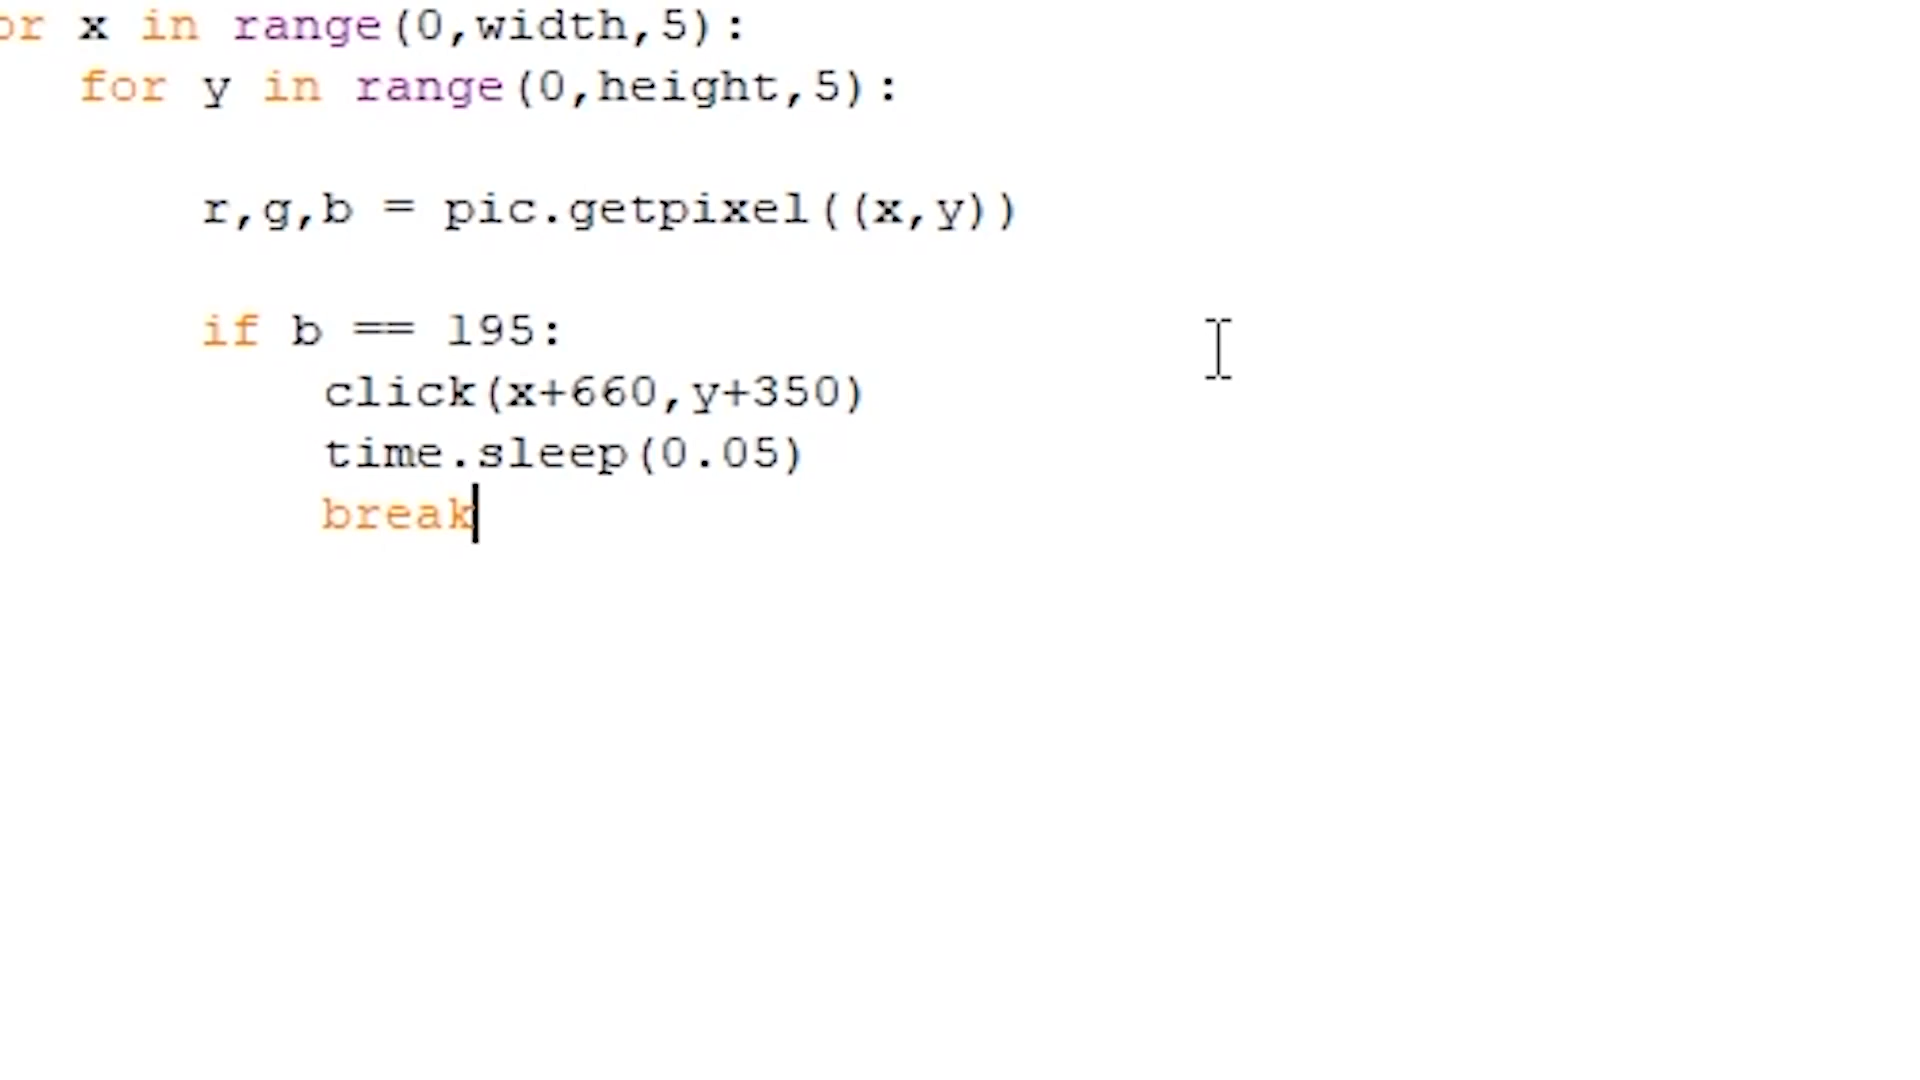 or x in range(0,width,5):
for y in range(0,height,5):
r,g,b = pic.getpixel((x,y))
if b == 195:
click(x+660,y+350)
time.sleep(0.05)
break